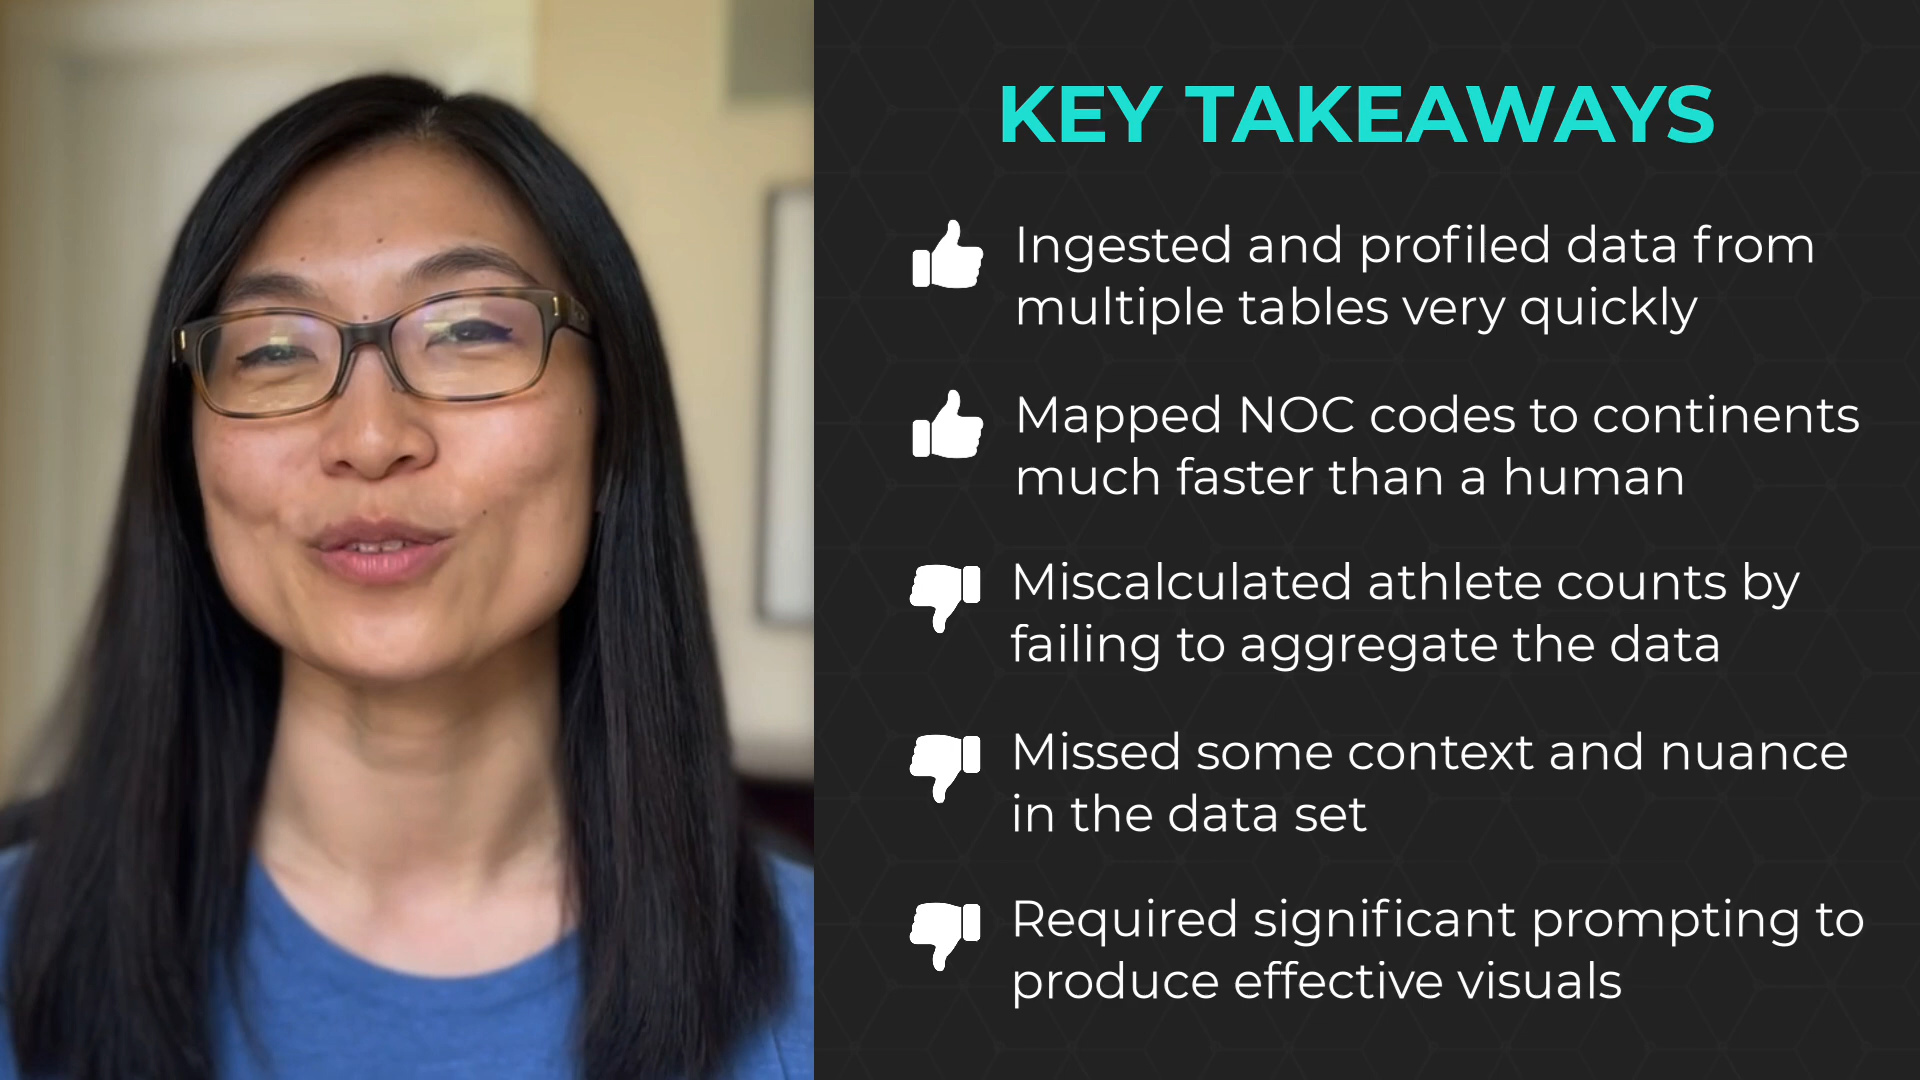 KEY TAKEAWAYS
Ingested and profiled data from
multiple tables very quickly
Mapped NOC codes to continents
much faster than a human
Miscalculated athlete counts by
failing to aggregate the data
Missed some context and nuance
in the data set
Required significant prompting to
produce effective visuals